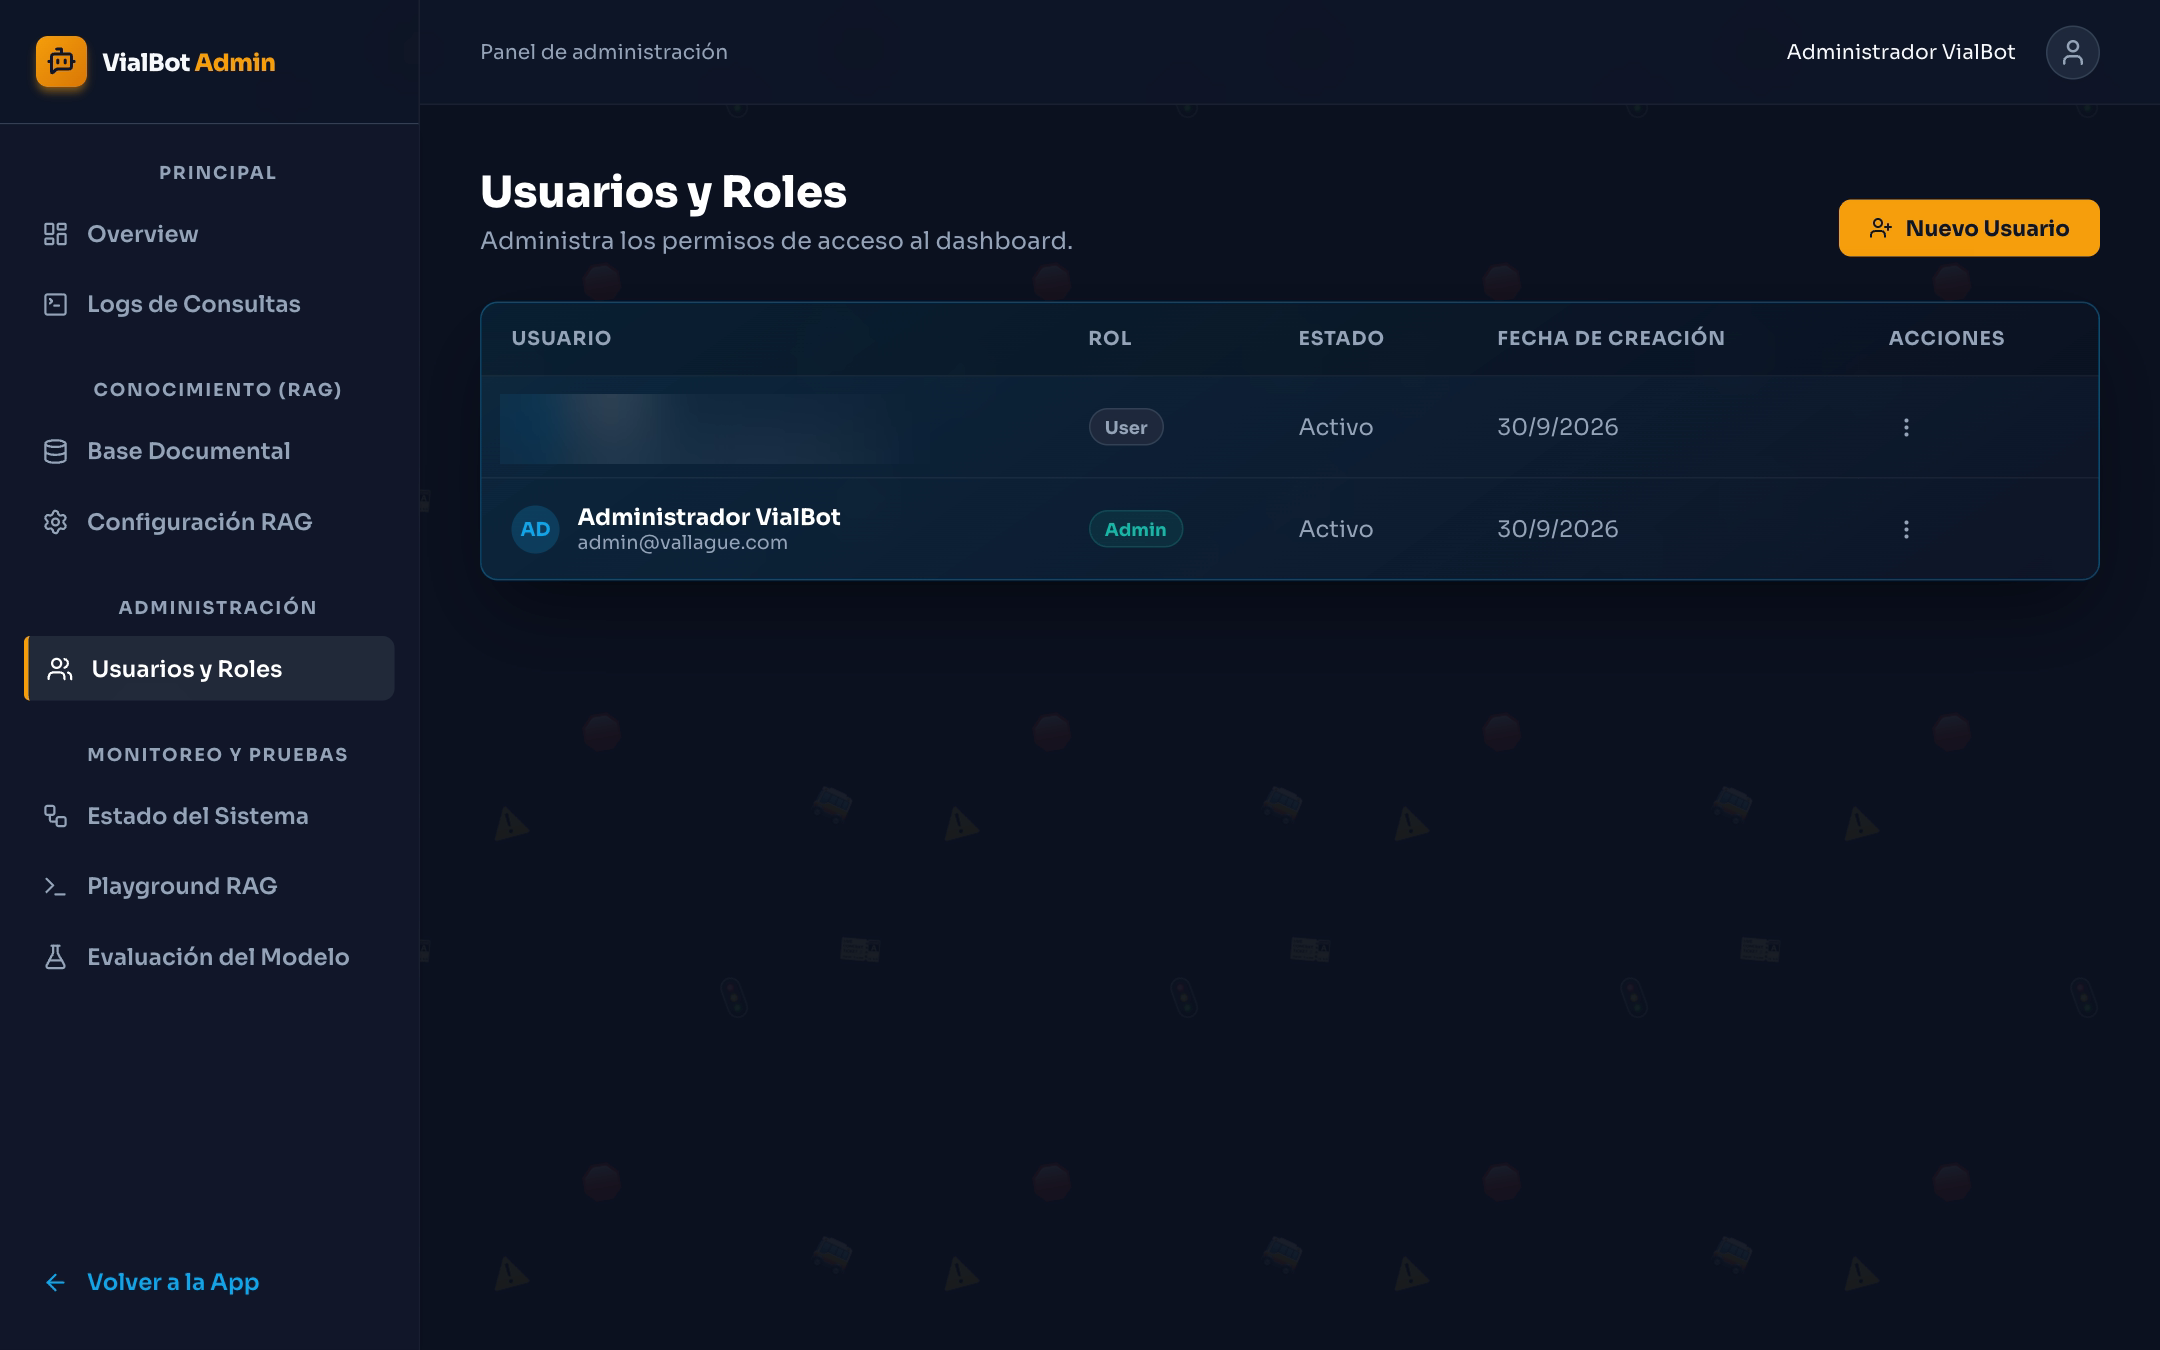 VialBot Admin
Panel de administración
Administrador VialBot
PRINCIPAL
Overview
Logs de Consultas
CONOCIMIENTO (RAG)
Base Documental
Configuración RAG
ADMINISTRACIÓN
Usuarios y Roles
MONITOREO Y PRUEBAS
Estado del Sistema
Playground RAG
Evaluación del Modelo
Volver a la App
Usuarios y Roles
Administra los permisos de acceso al dashboard.
Nuevo Usuario
USUARIO ROL ESTADO FECHA DE CREACIÓN ACCIONES
User Activo 30/9/2026
AD Administrador VialBot Admin Activo 30/9/2026
admin@vallague.com